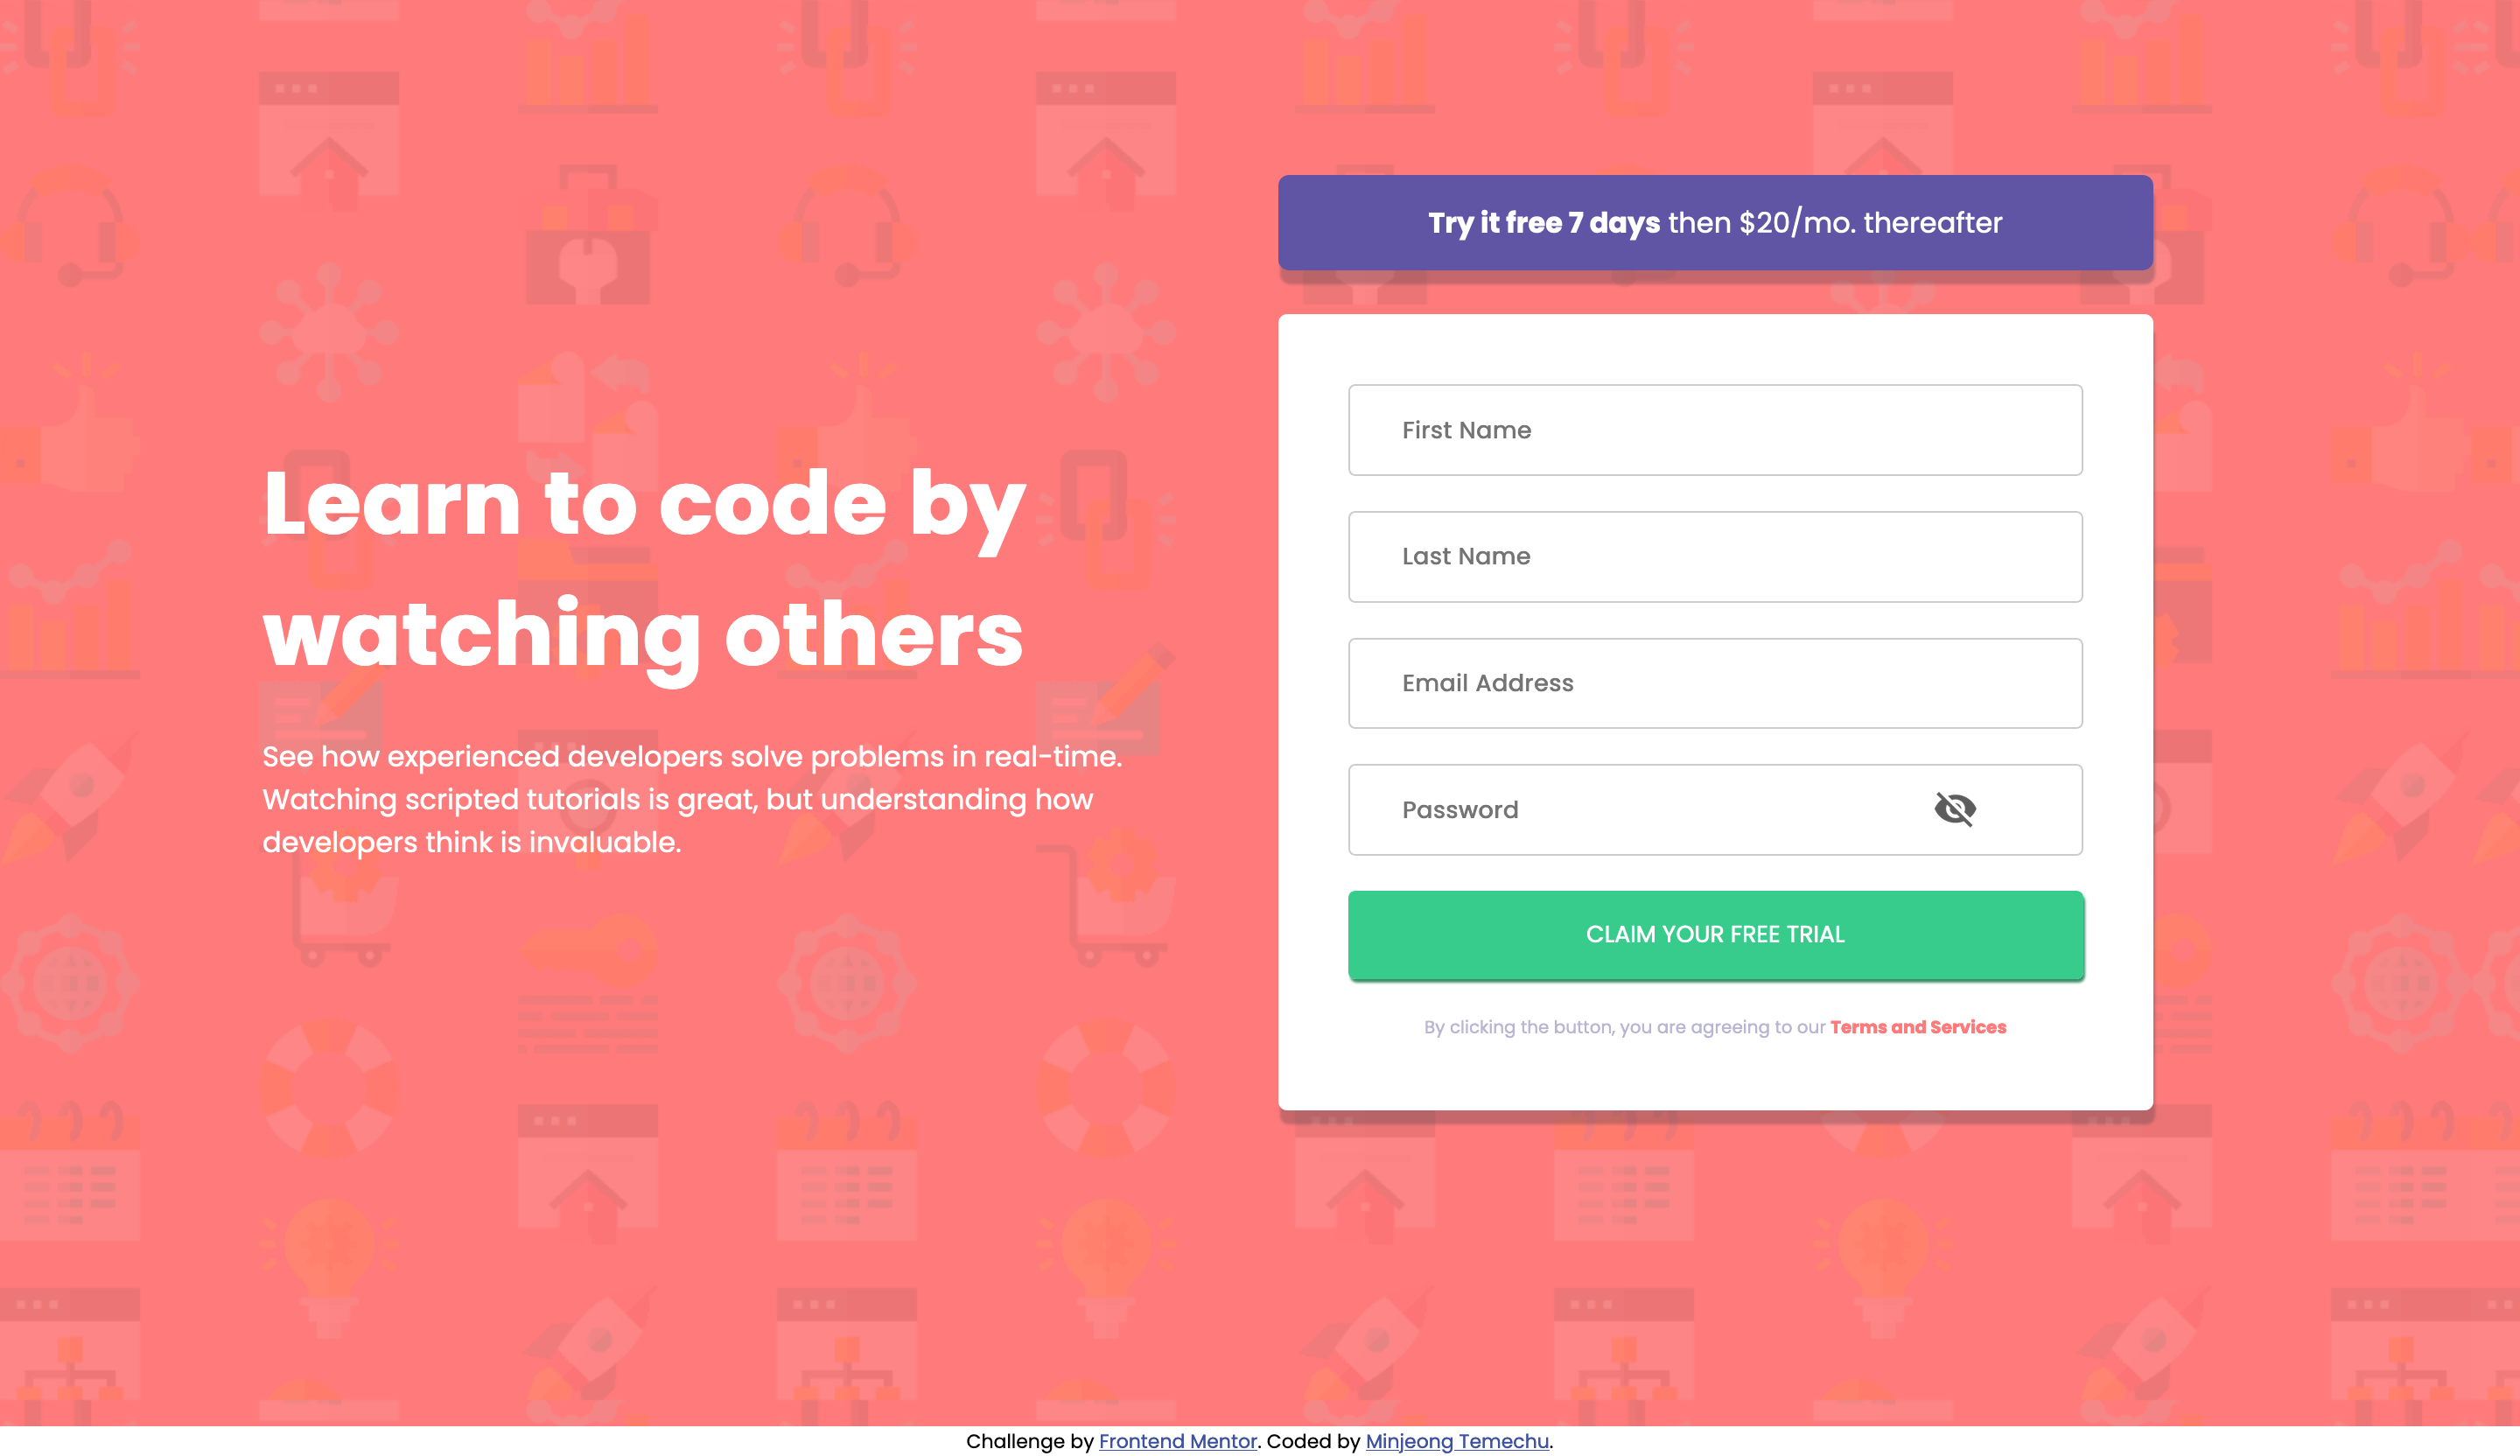 Learn to code by
watching others
See how experienced developers solve problems in real-time.
Watching scripted tutorials is great, but understanding how
developers think is invaluable.
Try it free 7 days then $20/mo. thereafter
First Name
Last Name
Email Address
Password
CLAIM YOUR FREE TRIAL
By clicking the button, you are agreeing to our Terms and Services
Challenge by Frontend Mentor. Coded by Minjeong Temechu.